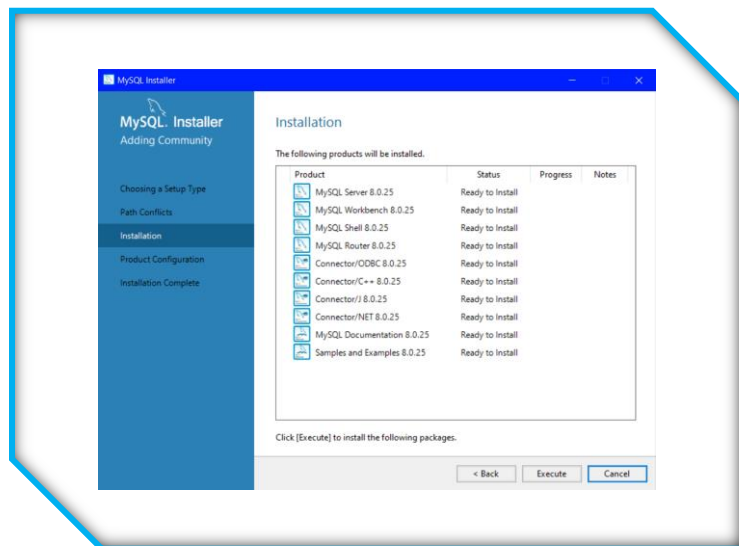 MySQL Installer
MySQL. Installer
Adding Community
Choosing a Setup Type
Path Conflicts
Installation
Product Configuration
Installation Complete
Installation
The following products will be installed.
Product Status Progress Notes
MySQL Server 8.0.25 Ready to Install
MySQL Workbench 8.0.25 Ready to Install
MySQL Shell 8.0.25 Ready to Install
MySQL Router 8.0.25 Ready to Install
Connector/ODBC 8.0.25 Ready to Install
Connector/C++ 8.0.25 Ready to Install
Connector/J 8.0.25 Ready to Install
Connector/NET 8.0.25 Ready to Install
MySQL Documentation 8.0.25 Ready to Install
Samples and Examples 8.0.25 Ready to Install
Click [Execute] to install the following packages.
< Back Execute Cancel